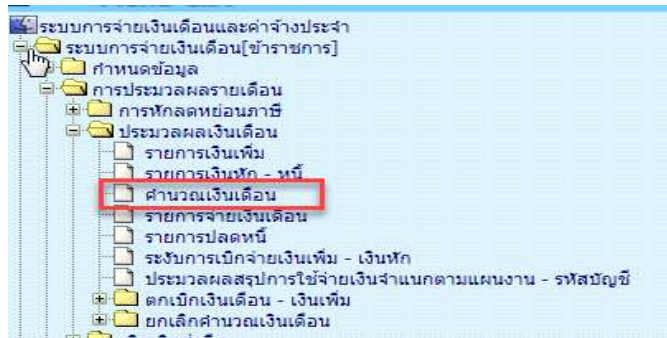 ระบบการจ่ายเงินเดือนและค่าจ้างประจำ
ระบบการจ่ายเงินเดือน[ข้าราชการ]
กำหนดข้อมูล
การประมวลผลรายเดือน
การหักลดหย่อนภาษี
ประมวลผลเงินเดือน
รายการเงินเพิ่ม
รายการเงินหัก - หนี้
คำนวณเงินเดือน
รายการจ่ายเงินเดือน
รายการปลดหนี้
ระงับการเบิกจ่ายเงินเพิ่ม - เงินหัก
ประมวลผลสรุปการใช้จ่ายเงินจำแนกตามแผนงาน - รหัสบัญชี
ตกเบิกเงินเดือน - เงินเพิ่ม
ยกเลิกคำนวณเงินเดือน